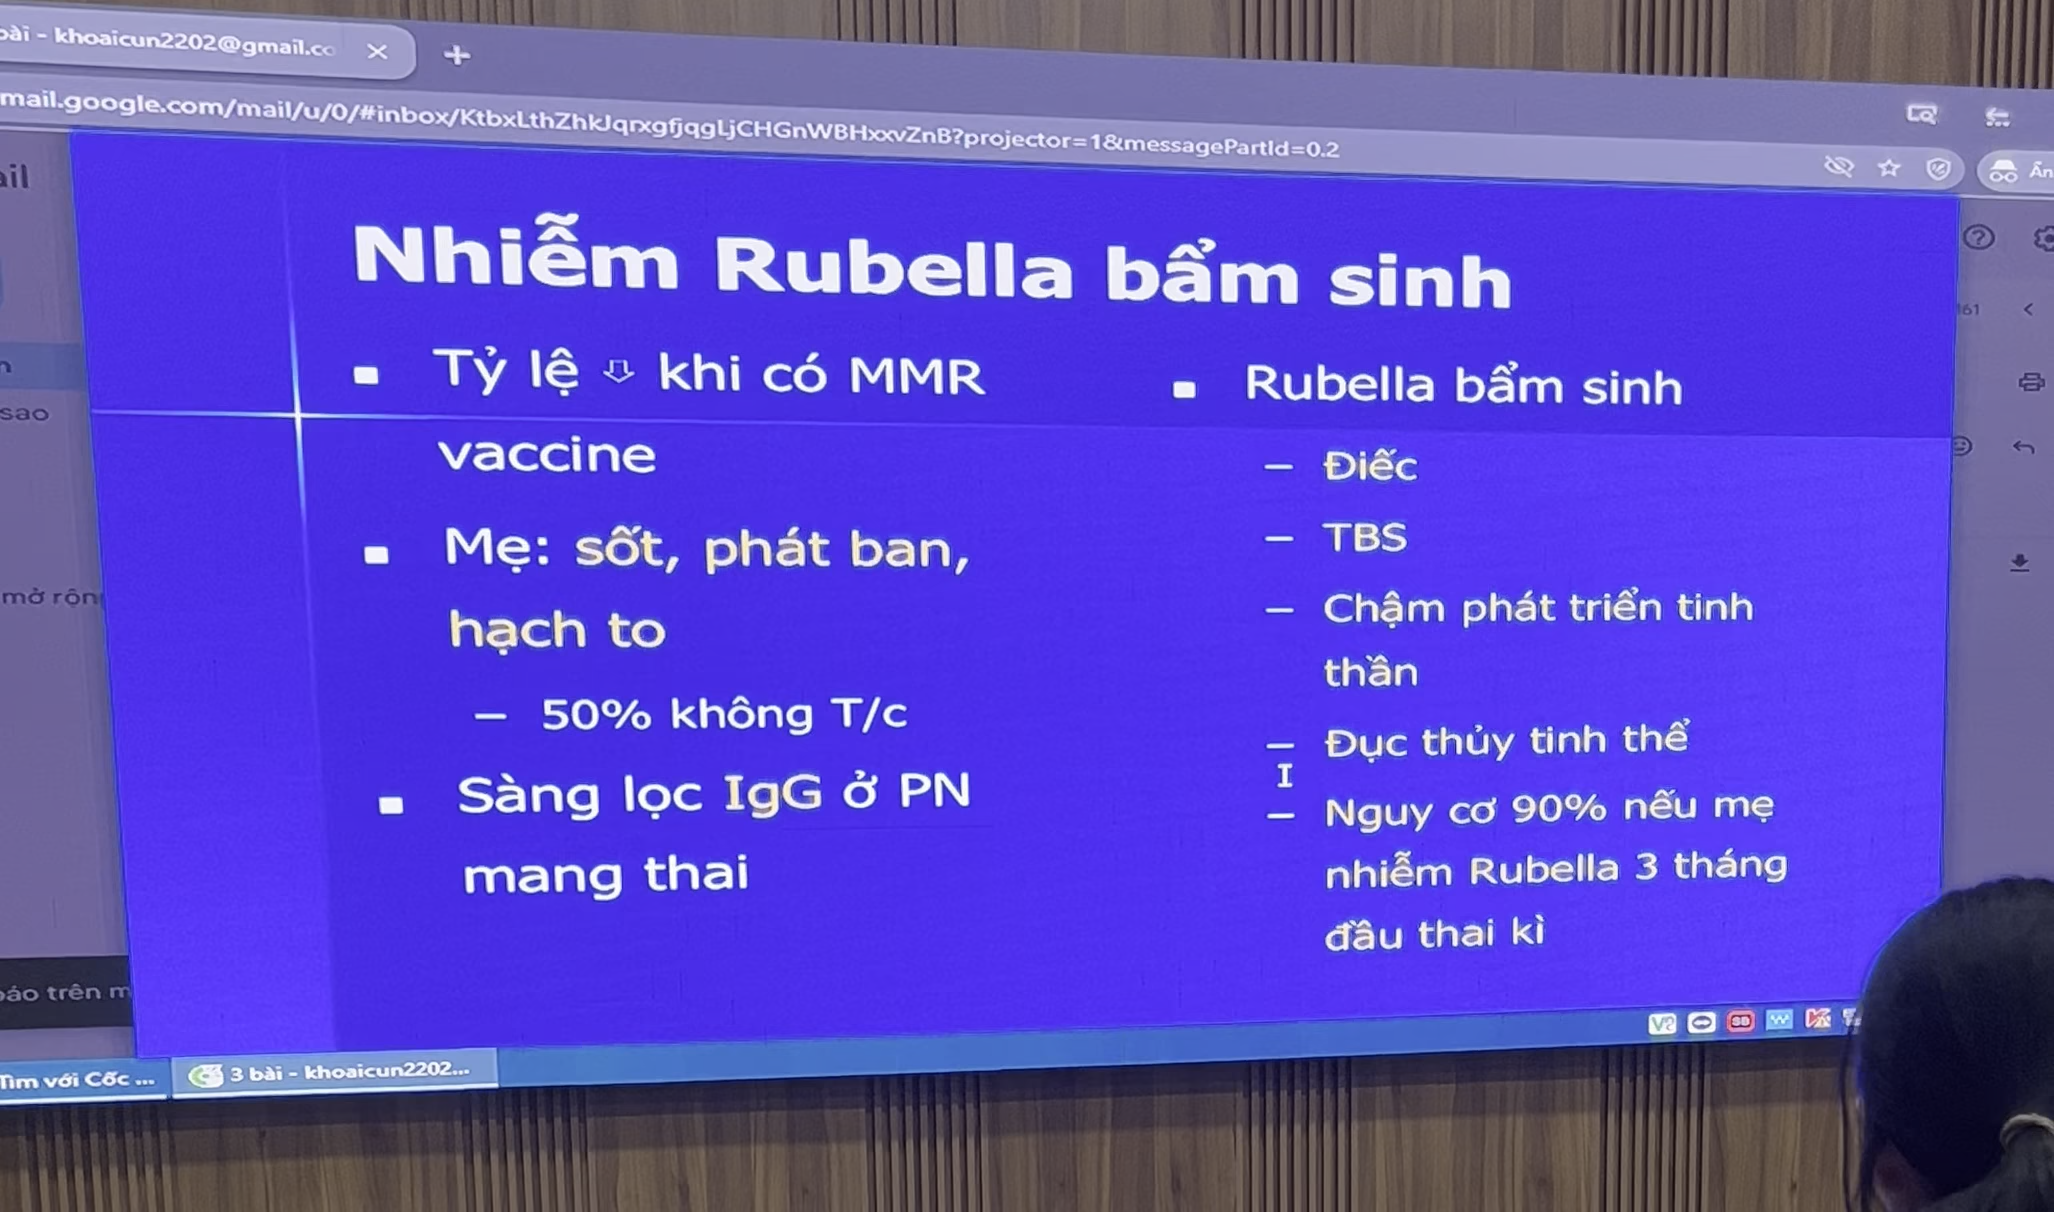 bài - khoaicun2202@gmail.cc
mail.google.com/mail/u/0/#inbox/KtbxLthZhkJqrxgfjqgLjCHGnWBHxxvZnB?projector=1&messagePartId=0.2
Ẩn
ail
Nhiễm Rubella bẩm sinh
61
Tỷ lệ ⇩ khi có MMR
vaccine
Mẹ: sốt, phát ban,
hạch to
– 50% không T/c
Sàng lọc IgG ở PN
mang thai
Rubella bẩm sinh
– Điếc
– TBS
– Chậm phát triển tinh
thần
– Đục thủy tinh thể
– Nguy cơ 90% nếu mẹ
nhiễm Rubella 3 tháng
đầu thai kì
sao
mở rộn
báo trên m
Tìm với Cốc ...
3 bài - khoaicun2202...